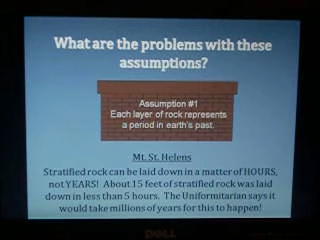 What are the problems with these
assumptions?
Assumption #1
Each layer of rock represents
a period in earth's past.
Mt. St. Helens
Stratified rock can be laid down in a matter of HOURS,
not YEARS! About 15 feet of stratified rock was laid
down in less than 5 hours. The Uniformitarian says it
would take millions of years for this to happen!
DELL